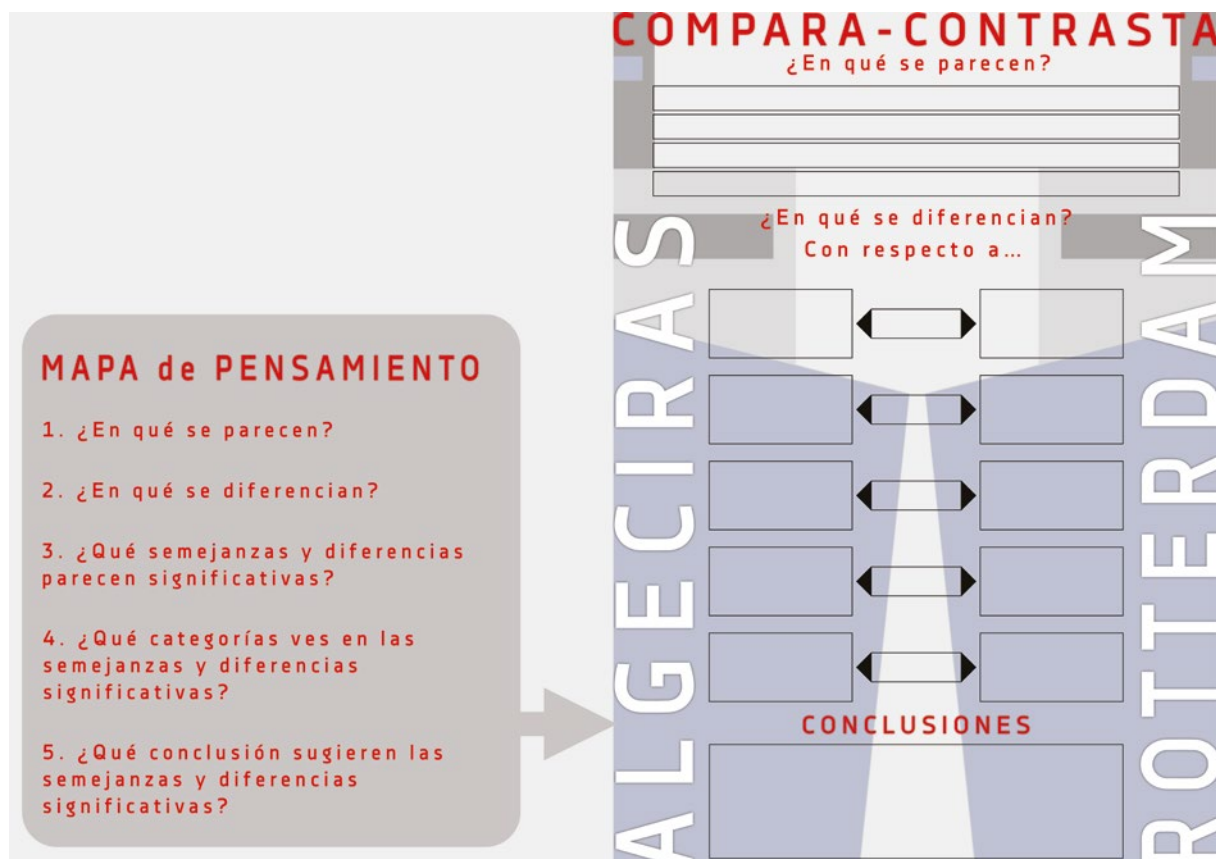 MAPA de PENSAMIENTO
1. ¿En qué se parecen?
2. ¿En qué se diferencian?
3. ¿Qué semejanzas y diferencias
parecen significativas?
4. ¿Qué categorías ves en las
semejanzas y diferencias
significativas?
5. ¿Qué conclusión sugieren las
semejanzas y diferencias
significativas?
COMPARA-CONTRASTA
¿En qué se parecen?
¿En qué se diferencian?
Con respecto a...
ALGECIRAS
ROTTERDAM
CONCLUSIONES